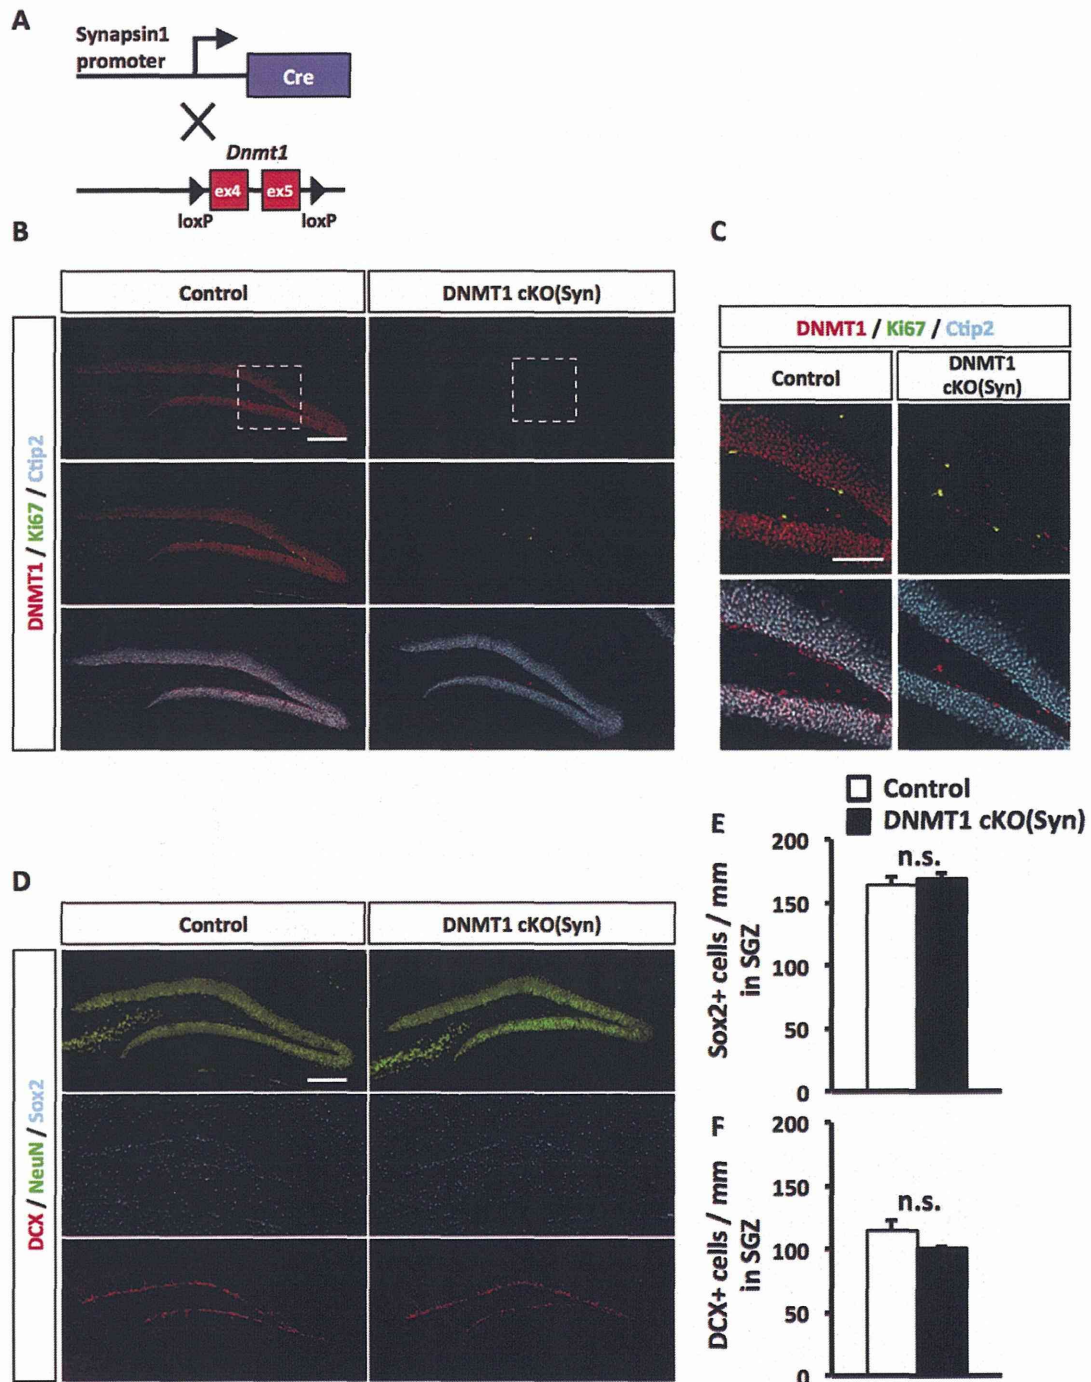 A
Synapsin1
promoter
Cre
Dnmt1
ex4
ex5
loxP
loxP
B
Control
DNMT1 cKO(Syn)
DNMT1 / Ki67 / Ctip2
C
DNMT1 / Ki67 / Ctip2
Control
DNMT1
cKO(Syn)
D
Control
DNMT1 cKO(Syn)
DCX / NeuN / Sox2
Control
DNMT1 cKO(Syn)
E
200
150
100
50
0
n.s.
Sox2+ cells / mm
in SGZ
F
200
150
100
50
0
n.s.
DCX+ cells / mm
in SGZ